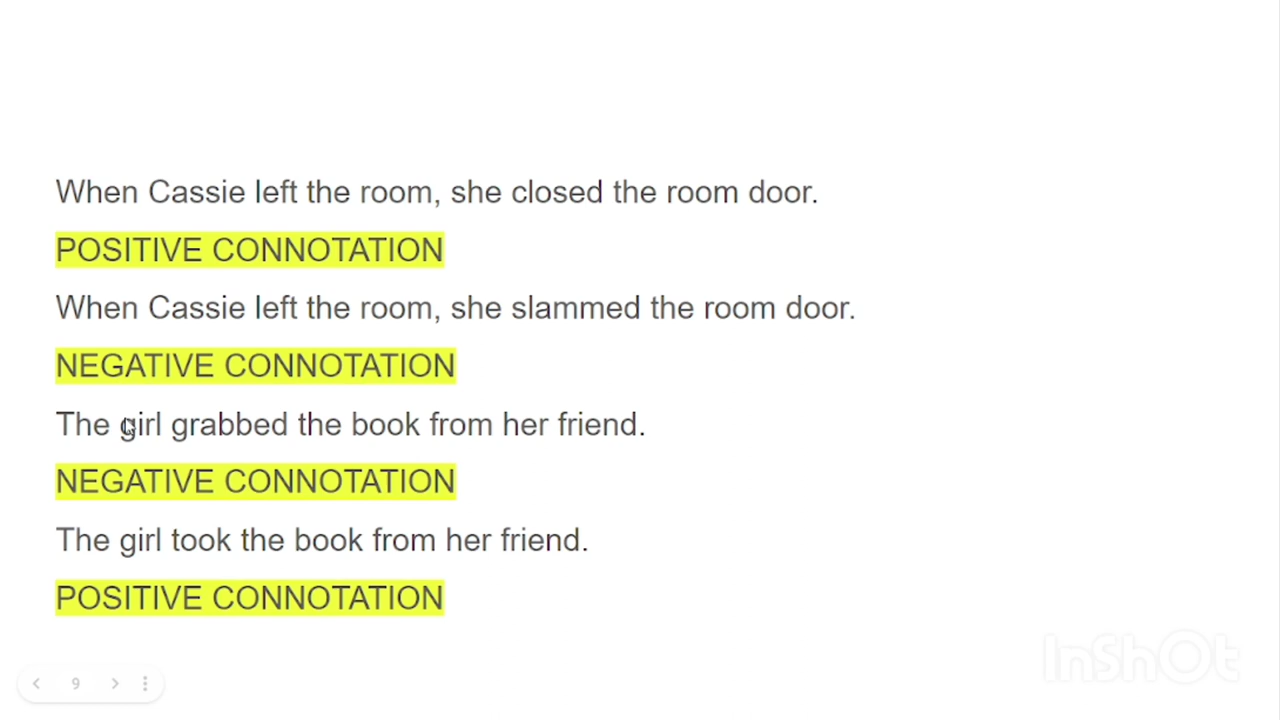 When Cassie left the room, she closed the room door.
POSITIVE CONNOTATION
When Cassie left the room, she slammed the room door.
NEGATIVE CONNOTATION
The girl grabbed the book from her friend.
NEGATIVE CONNOTATION
The girl took the book from her friend.
POSITIVE CONNOTATION
InShOt
9